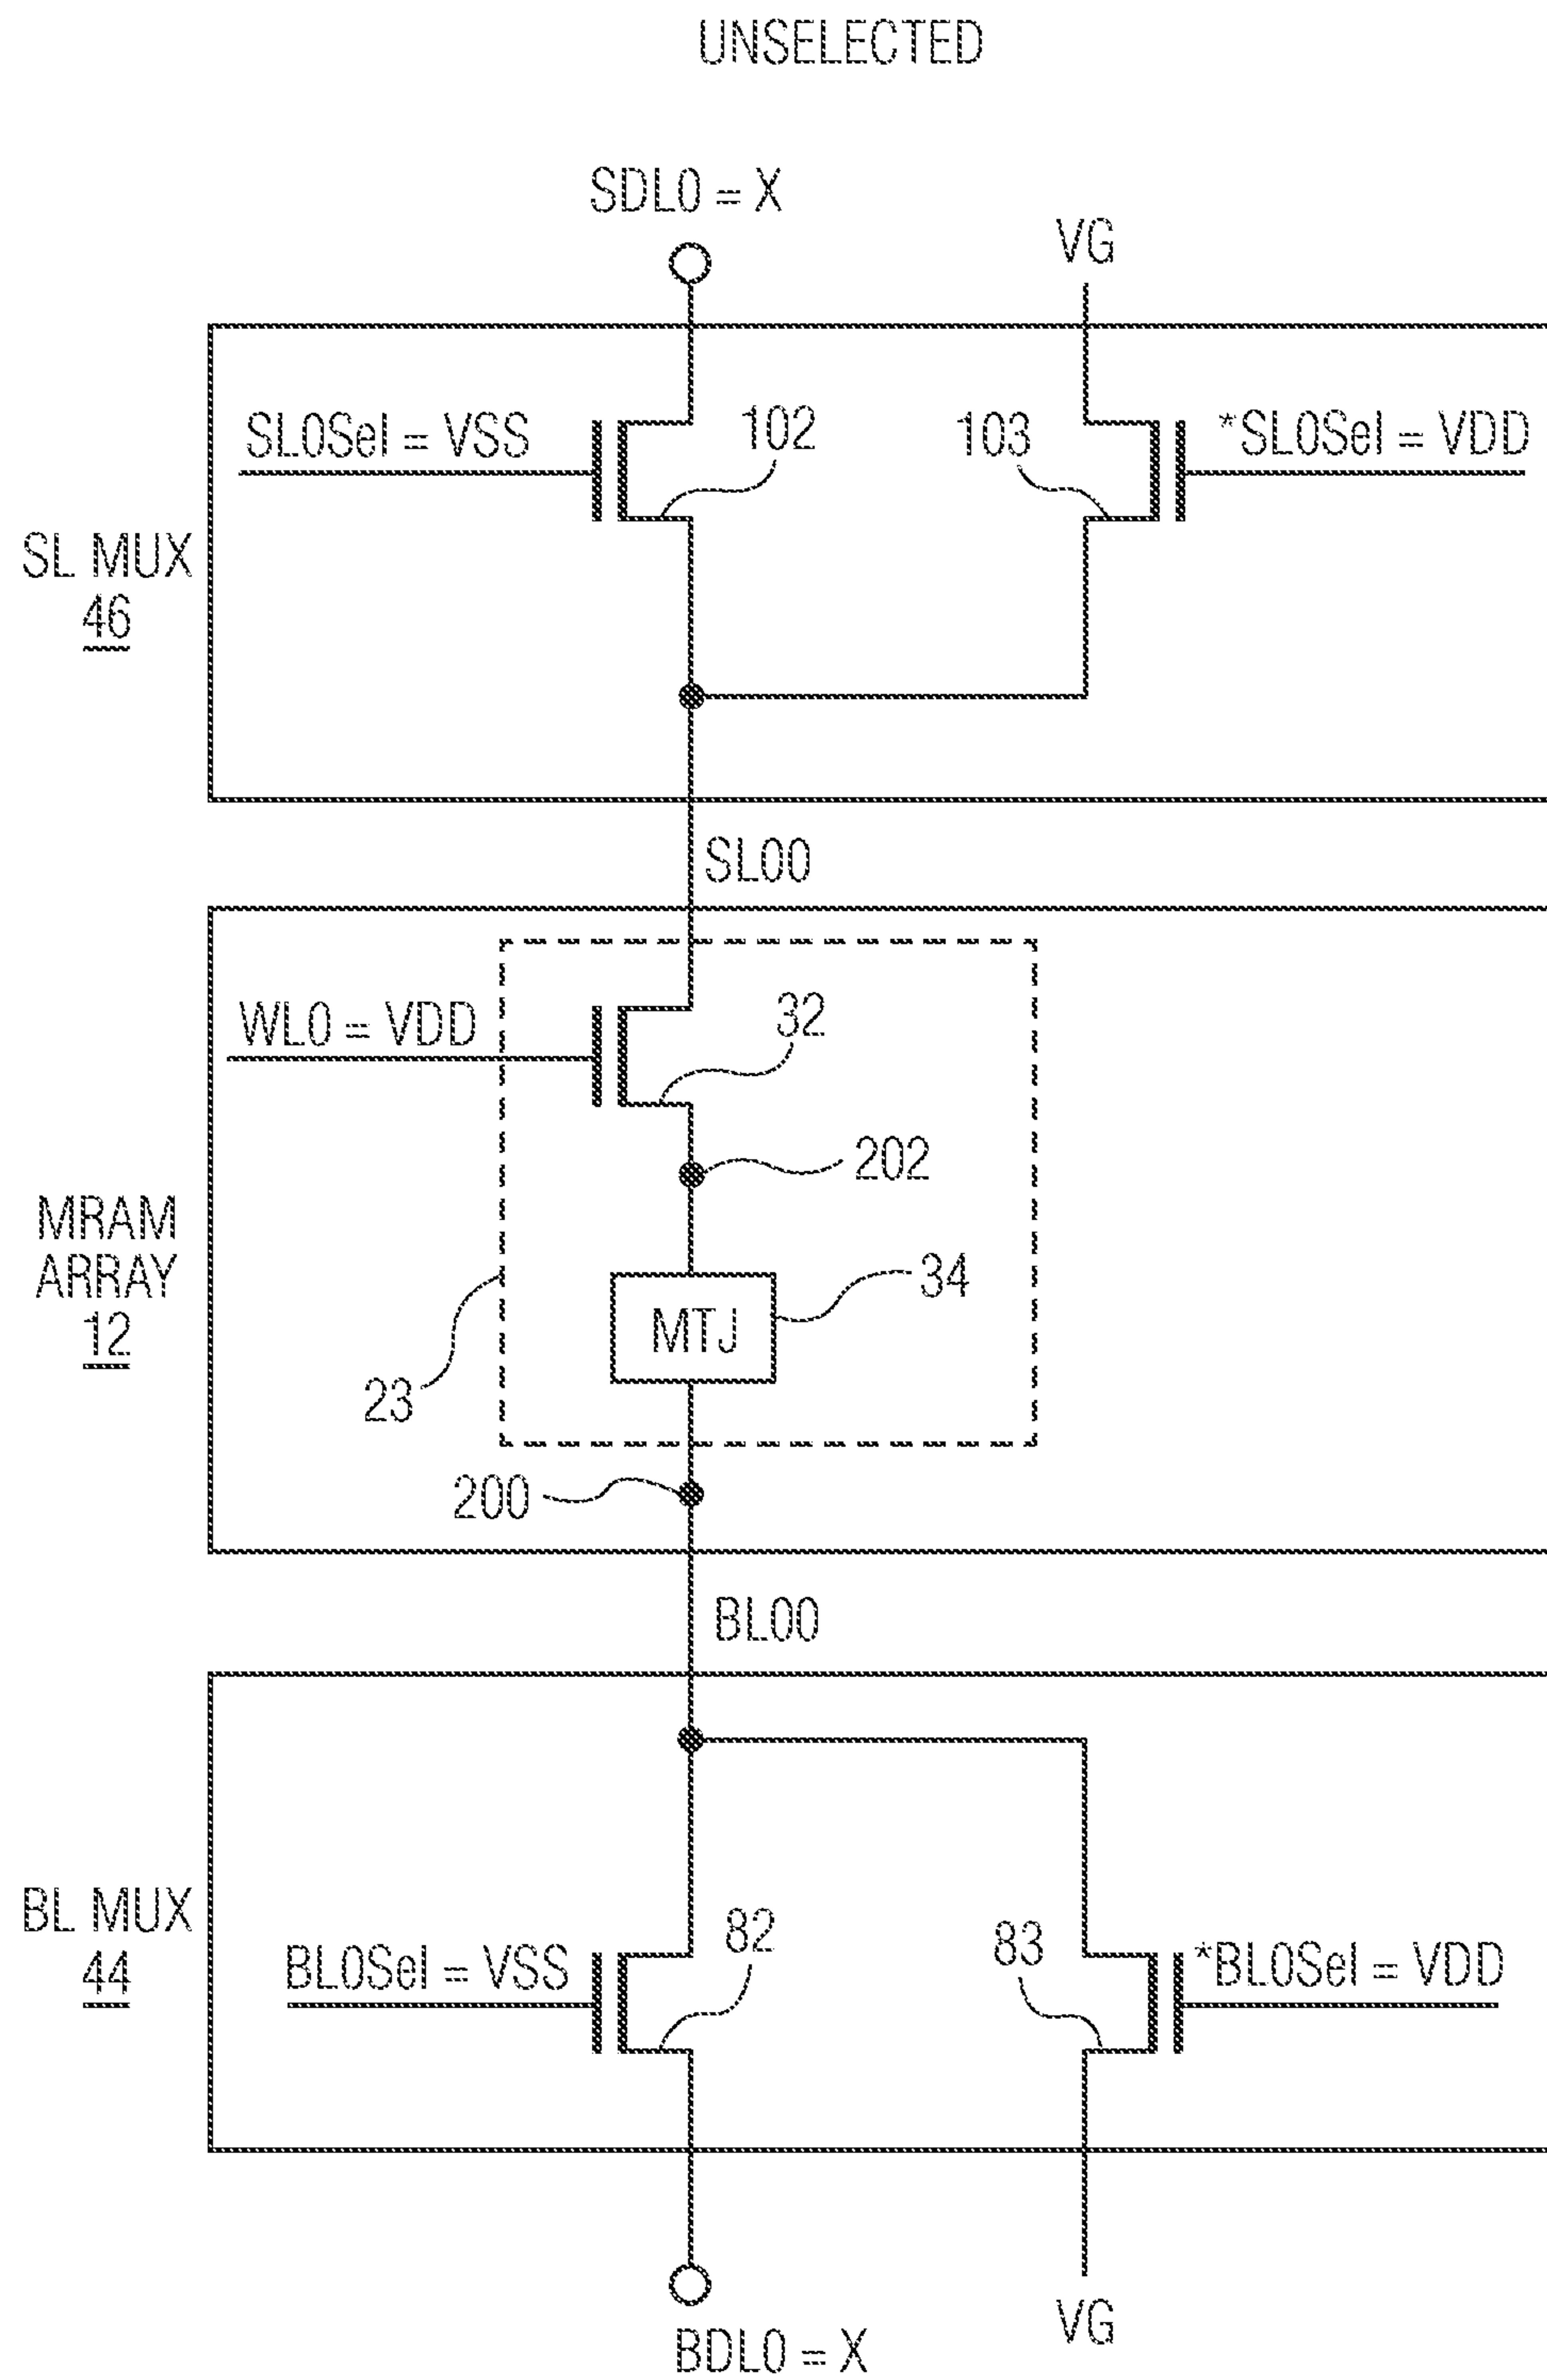 UNSELECTED
SDL0 = X
VG
SL0Sel = VSS
102
103
*SL0Sel = VDD
SL MUX
46
SL00
WL0 = VDD
32
202
MRAM
ARRAY
12
34
MTJ
23
200
BL00
BL MUX
44
BL0Sel = VSS
82
83
*BL0Sel = VDD
BDL0 = X
VG